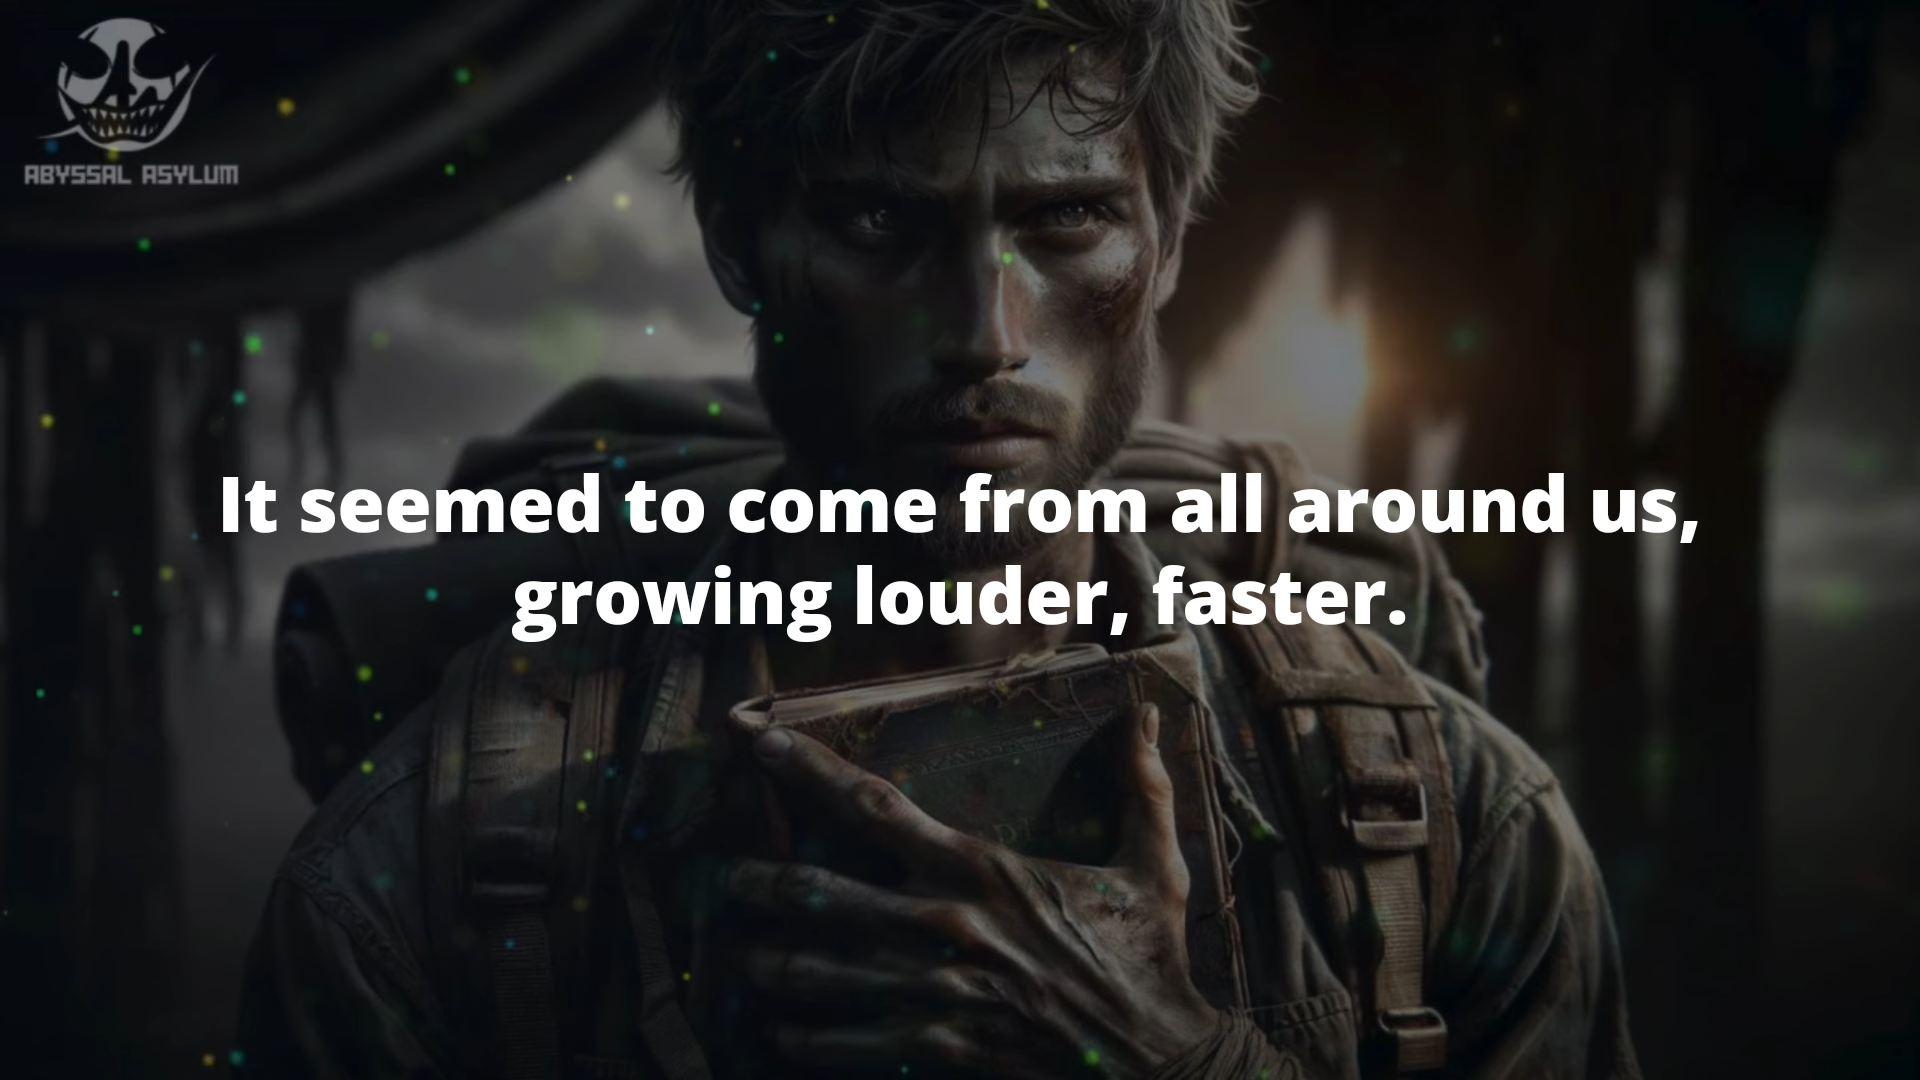 ABYSSAL ASYLUM
It seemed to come from all around us,
growing louder, faster.